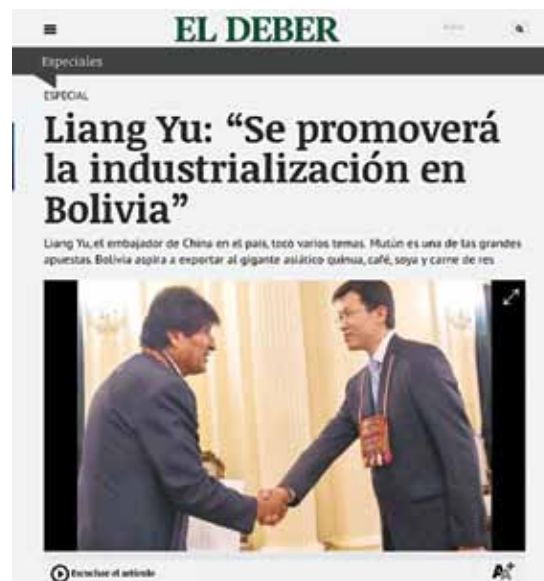 EL DEBER
Especiales
ESPECIAL
Liang Yu: “Se promoverá
la industrialización en
Bolivia”
Liang Yu, el embajador de China en el país, tocó varios temas. Mutún es una de las grandes
apuestas. Bolivia aspira a exportar al gigante asiático quinua, café, soya y carne de res
Escuchar el artículo
A+